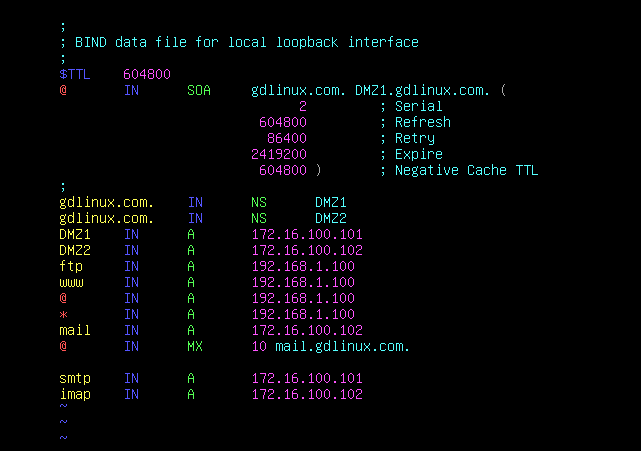 ;
; BIND data file for local loopback interface
;
$TTL    604800
@       IN      SOA     gdlinux.com. DMZ1.gdlinux.com. (
                              2         ; Serial
                         604800         ; Refresh
                          86400         ; Retry
                        2419200         ; Expire
                         604800 )       ; Negative Cache TTL
;
gdlinux.com.    IN      NS      DMZ1
gdlinux.com.    IN      NS      DMZ2
DMZ1    IN      A       172.16.100.101
DMZ2    IN      A       172.16.100.102
ftp     IN      A       192.168.1.100
www     IN      A       192.168.1.100
@       IN      A       192.168.1.100
*       IN      A       192.168.1.100
mail    IN      A       172.16.100.102
@       IN      MX      10 mail.gdlinux.com.

smtp    IN      A       172.16.100.101
imap    IN      A       172.16.100.102
~
~
~